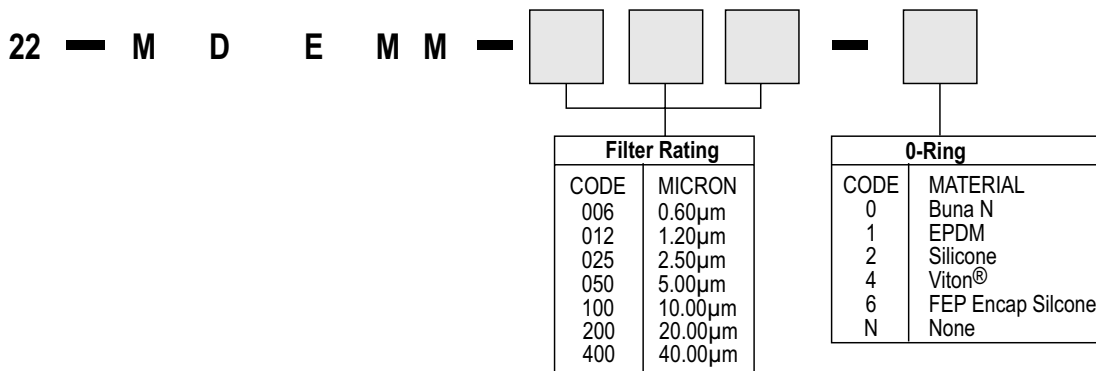 22 — M D E M M — —
Filter Rating
CODE MICRON
006 0.60µm
012 1.20µm
025 2.50µm
050 5.00µm
100 10.00µm
200 20.00µm
400 40.00µm
0-Ring
CODE MATERIAL
0 Buna N
1 EPDM
2 Silicone
4 Viton®
6 FEP Encap Silcone
N None